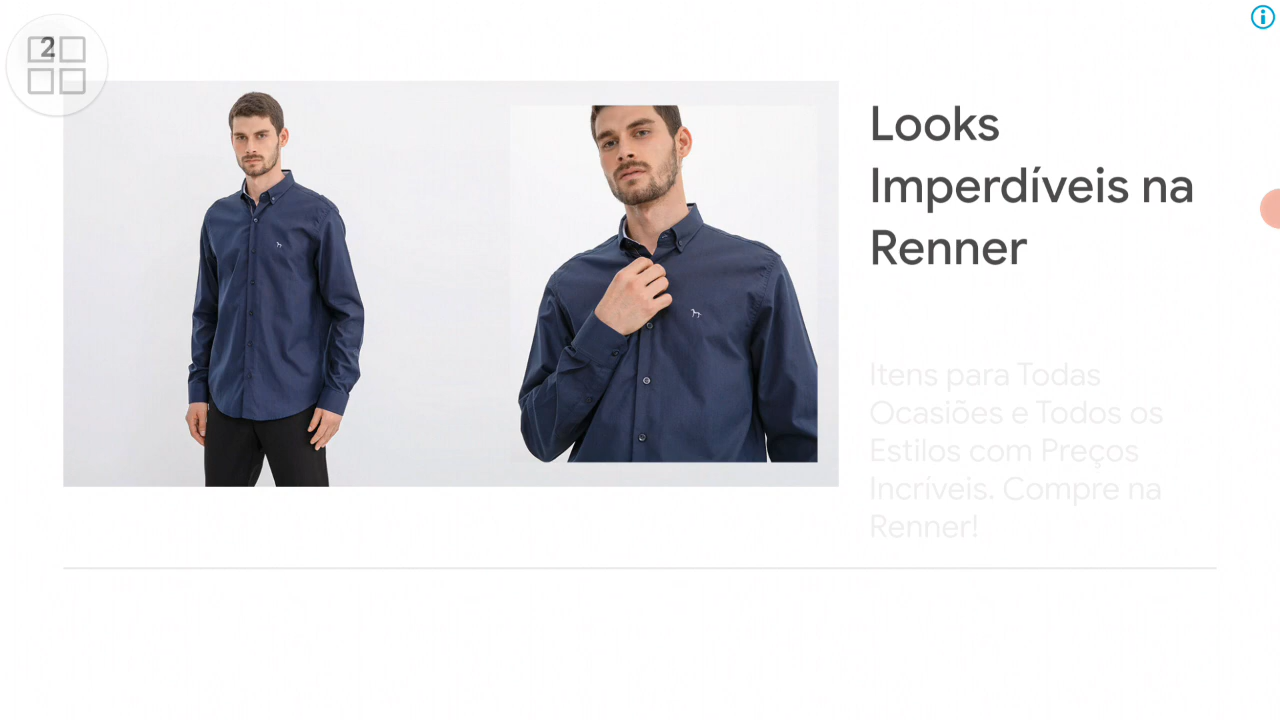 2
Looks
Imperdíveis na
Renner
Itens para Todas
Ocasiões e Todos os
Estilos com Preços
Incríveis. Compre na
Renner!